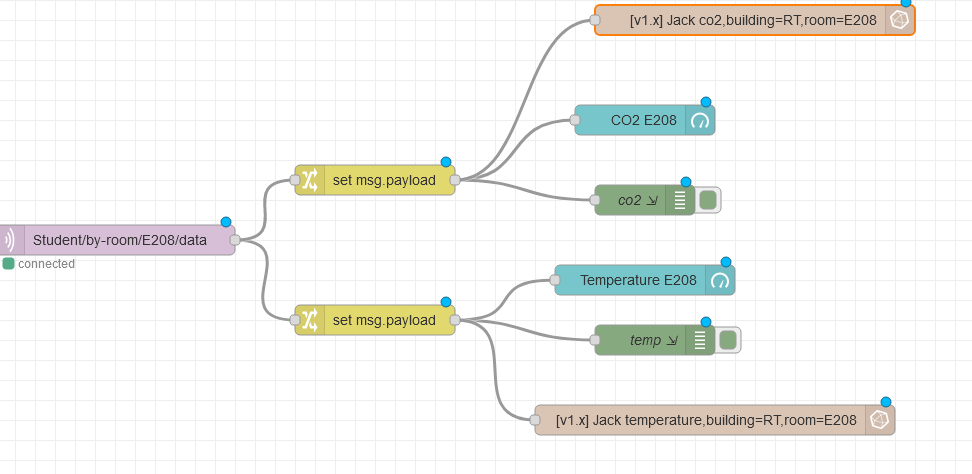 [v1.x] Jack co2,building=RT,room=E208
CO2 E208
set msg.payload
co2 ⇲
Student/by-room/E208/data
connected
Temperature E208
set msg.payload
temp ⇲
[v1.x] Jack temperature,building=RT,room=E208